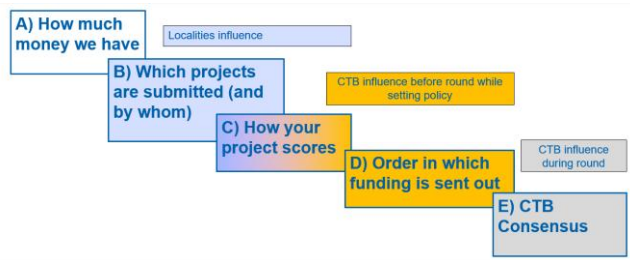 A) How much
money we have
Localities influence
B) Which projects
are submitted (and
by whom)
CTB influence before round while
setting policy
C) How your
project scores
D) Order in which
funding is sent out
CTB influence
during round
E) CTB
Consensus